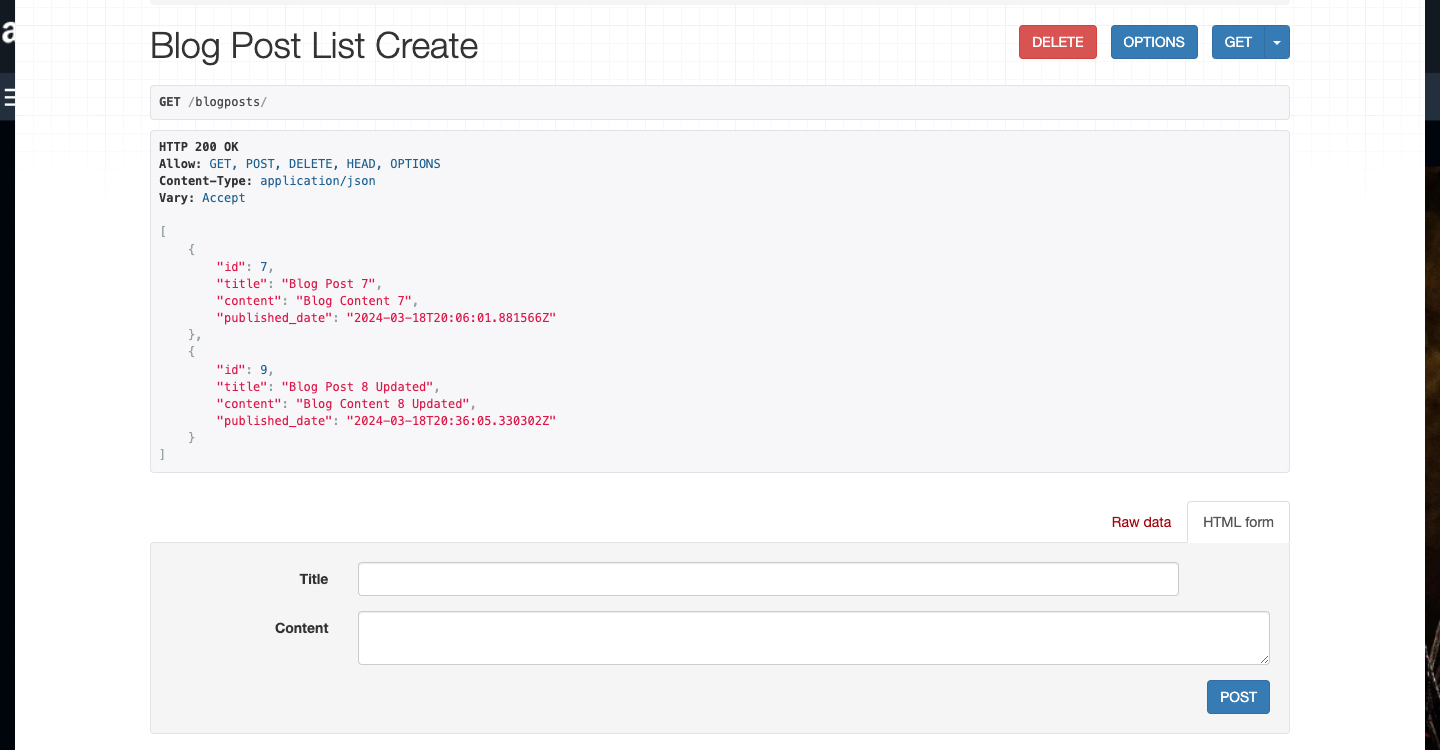 a
Blog Post List Create
DELETE
OPTIONS
GET
GET /blogposts/
HTTP 200 OK
Allow: GET, POST, DELETE, HEAD, OPTIONS
Content-Type: application/json
Vary: Accept
[
    {
        "id": 7,
        "title": "Blog Post 7",
        "content": "Blog Content 7",
        "published_date": "2024-03-18T20:06:01.881566Z"
    },
    {
        "id": 9,
        "title": "Blog Post 8 Updated",
        "content": "Blog Content 8 Updated",
        "published_date": "2024-03-18T20:36:05.330302Z"
    }
]
Raw data
HTML form
Title
Content
POST